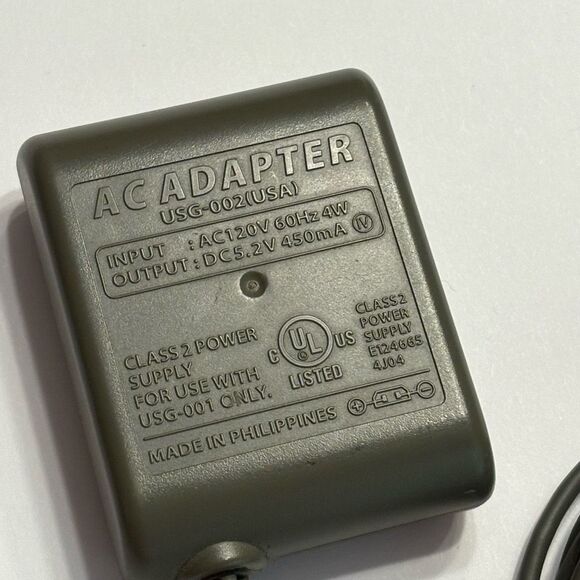 AC ADAPTER
USG-002(USA)
INPUT : AC120V 60Hz 4W
OUTPUT : DC5.2V 450mA IV
CLASS 2 POWER
SUPPLY
FOR USE WITH
USG-001 ONLY.
C UL US
LISTED
CLASS 2
POWER
SUPPLY
E124665
4J04
MADE IN PHILIPPINES